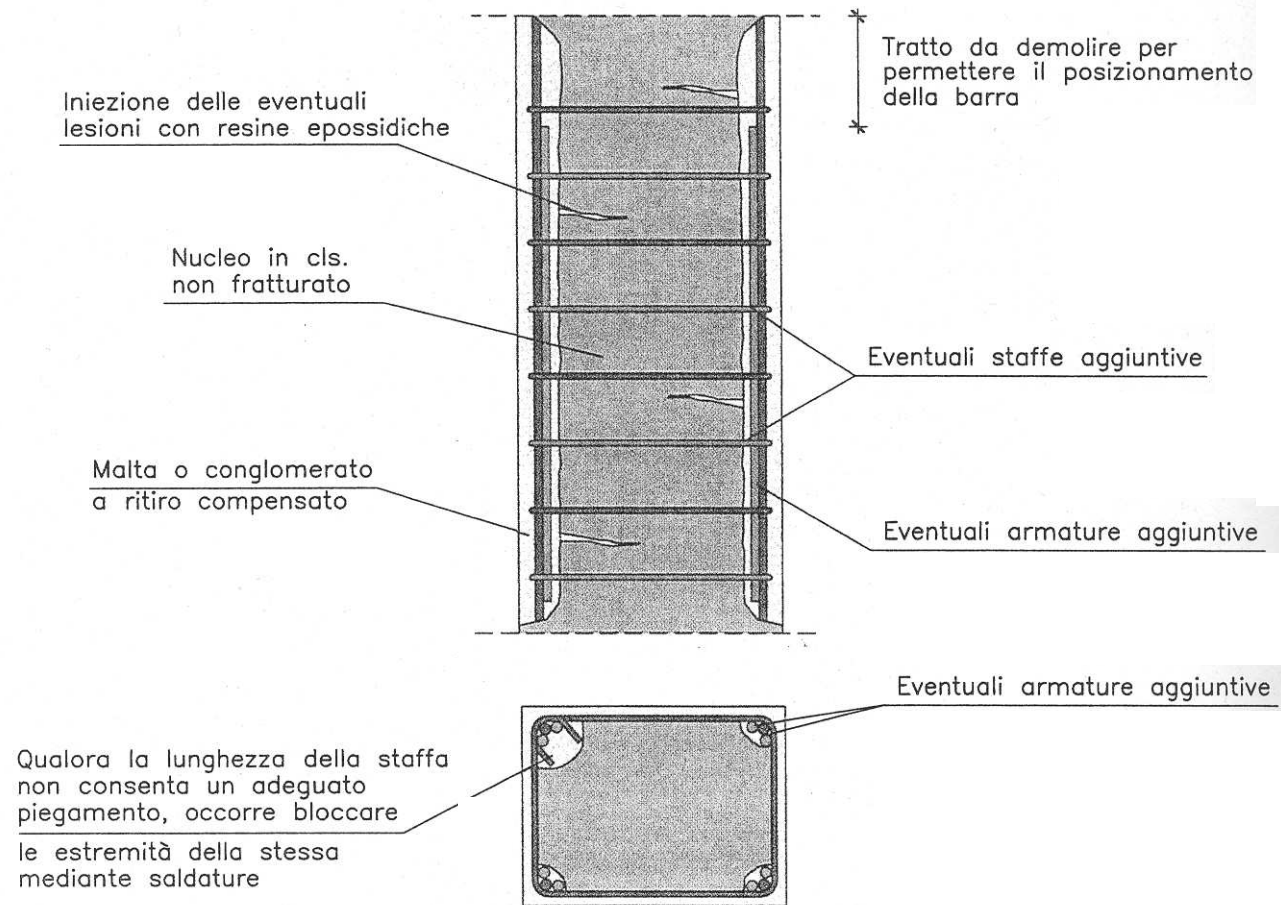 Tratto da demolire per
permettere il posizionamento
della barra
Iniezione delle eventuali
lesioni con resine epossidiche
Nucleo in cls.
non fratturato
Eventuali staffe aggiuntive
Malta o conglomerato
a ritiro compensato
Eventuali armature aggiuntive
Eventuali armature aggiuntive
Qualora la lunghezza della staffa
non consenta un adeguato
piegamento, occorre bloccare
le estremità della stessa
mediante saldature